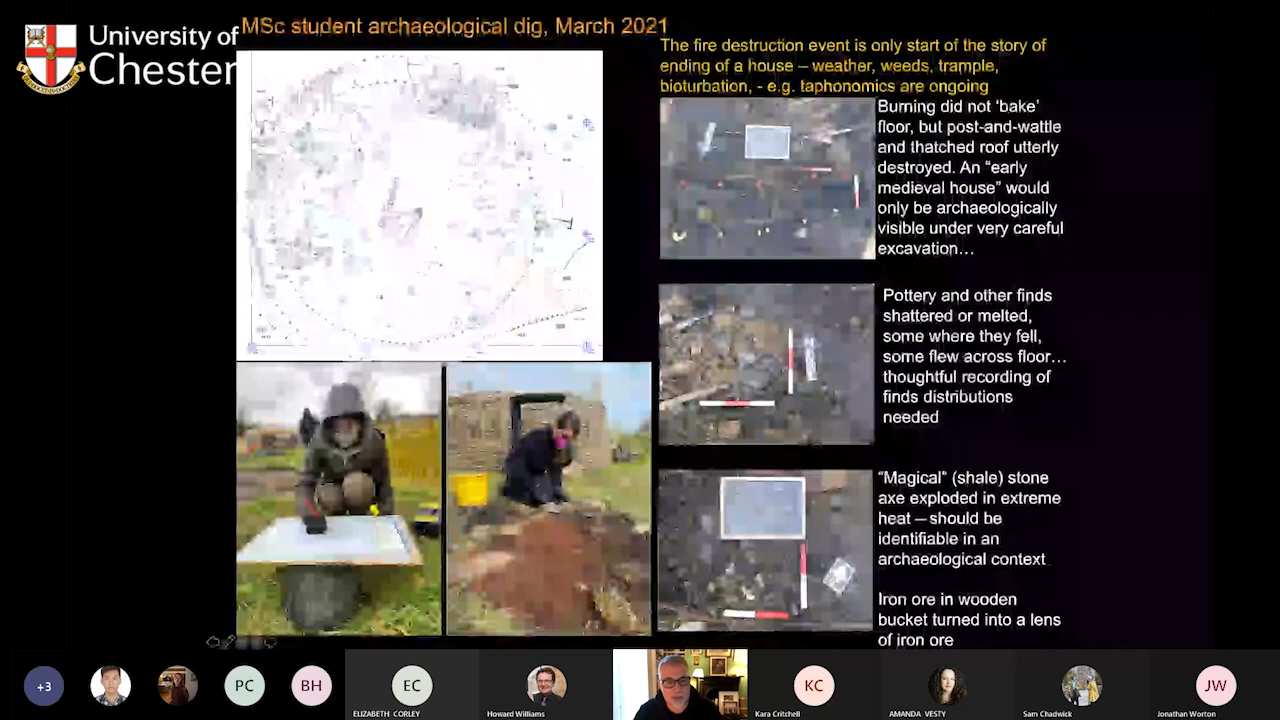 University of
Chester
MSc student archaeological dig, March 2021
The fire destruction event is only start of the story of
ending of a house – weather, weeds, trample,
bioturbation, - e.g. taphonomics are ongoing
Burning did not ‘bake’
floor, but post-and-wattle
and thatched roof utterly
destroyed. An “early
medieval house” would
only be archaeologically
visible under very careful
excavation…
Pottery and other finds
shattered or melted,
some where they fell,
some flew across floor…
thoughtful recording of
finds distributions
needed
“Magical” (shale) stone
axe exploded in extreme
heat – should be
identifiable in an
archaeological context
Iron ore in wooden
bucket turned into a lens
of iron ore
+3
PC
BH
EC
KC
JW
ELIZABETH CORLEY
Howard Williams
Kara Critchell
AMANDA VESTY
Sam Chadwick
Jonathan Worton